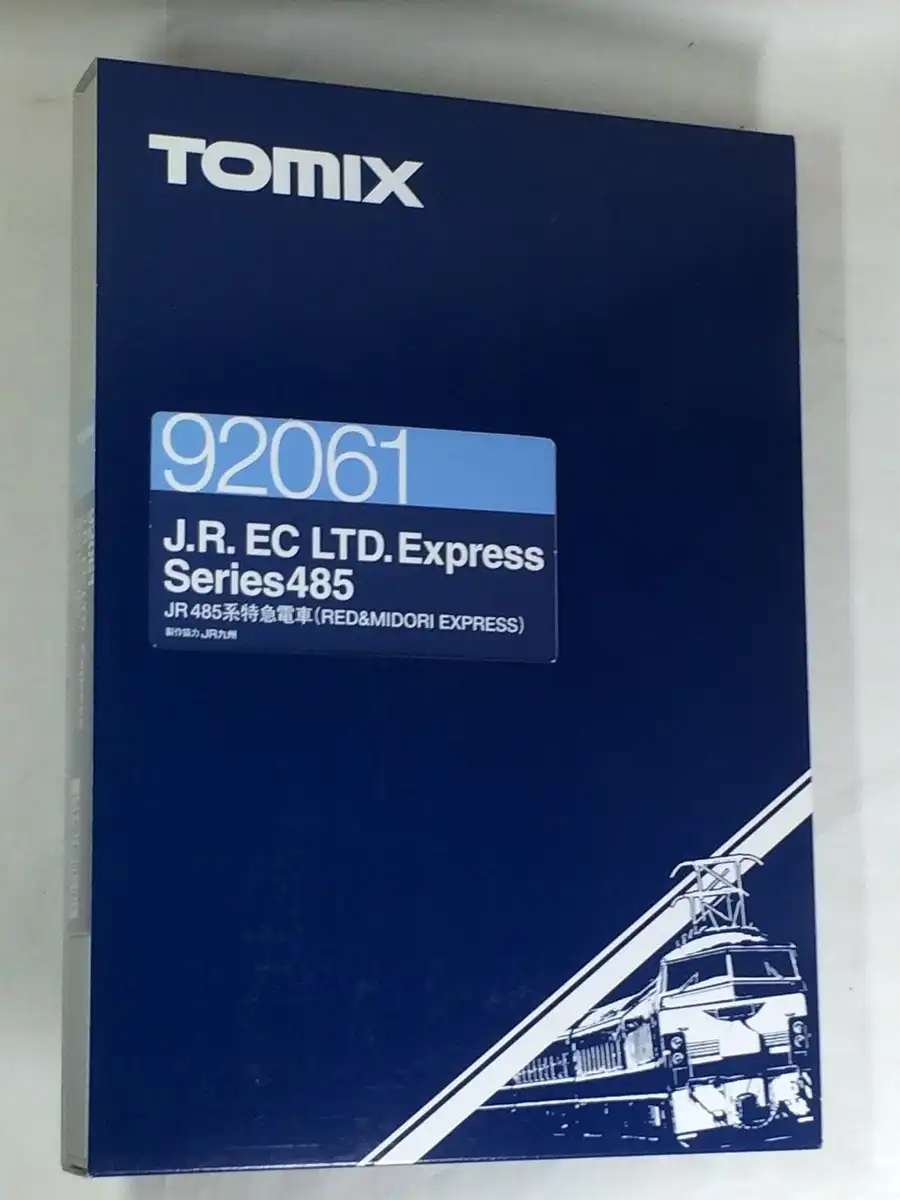 TOMIX
92061
J.R. EC LTD. Express
Series485
JR 485系特急電車(RED&MIDORI EXPRESS)
製作協力 JR九州